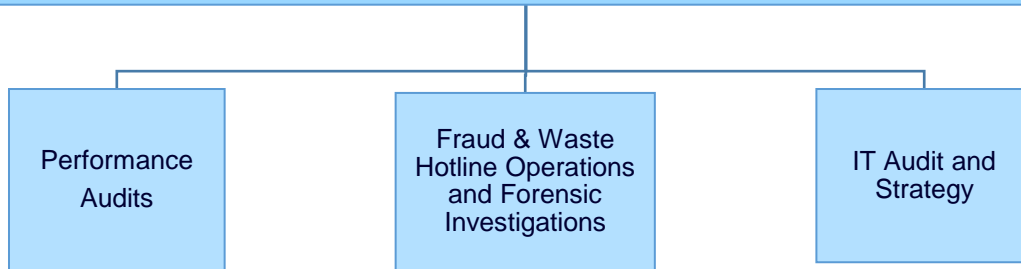 Performance
Audits
Fraud & Waste
Hotline Operations
and Forensic
Investigations
IT Audit and
Strategy